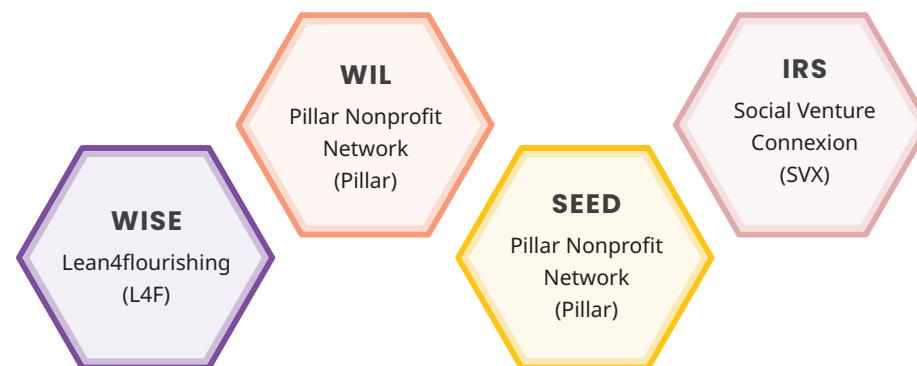 WISE
Lean4flourishing
(L4F)
WIL
Pillar Nonprofit
Network
(Pillar)
SEED
Pillar Nonprofit
Network
(Pillar)
IRS
Social Venture
Connexion
(SVX)